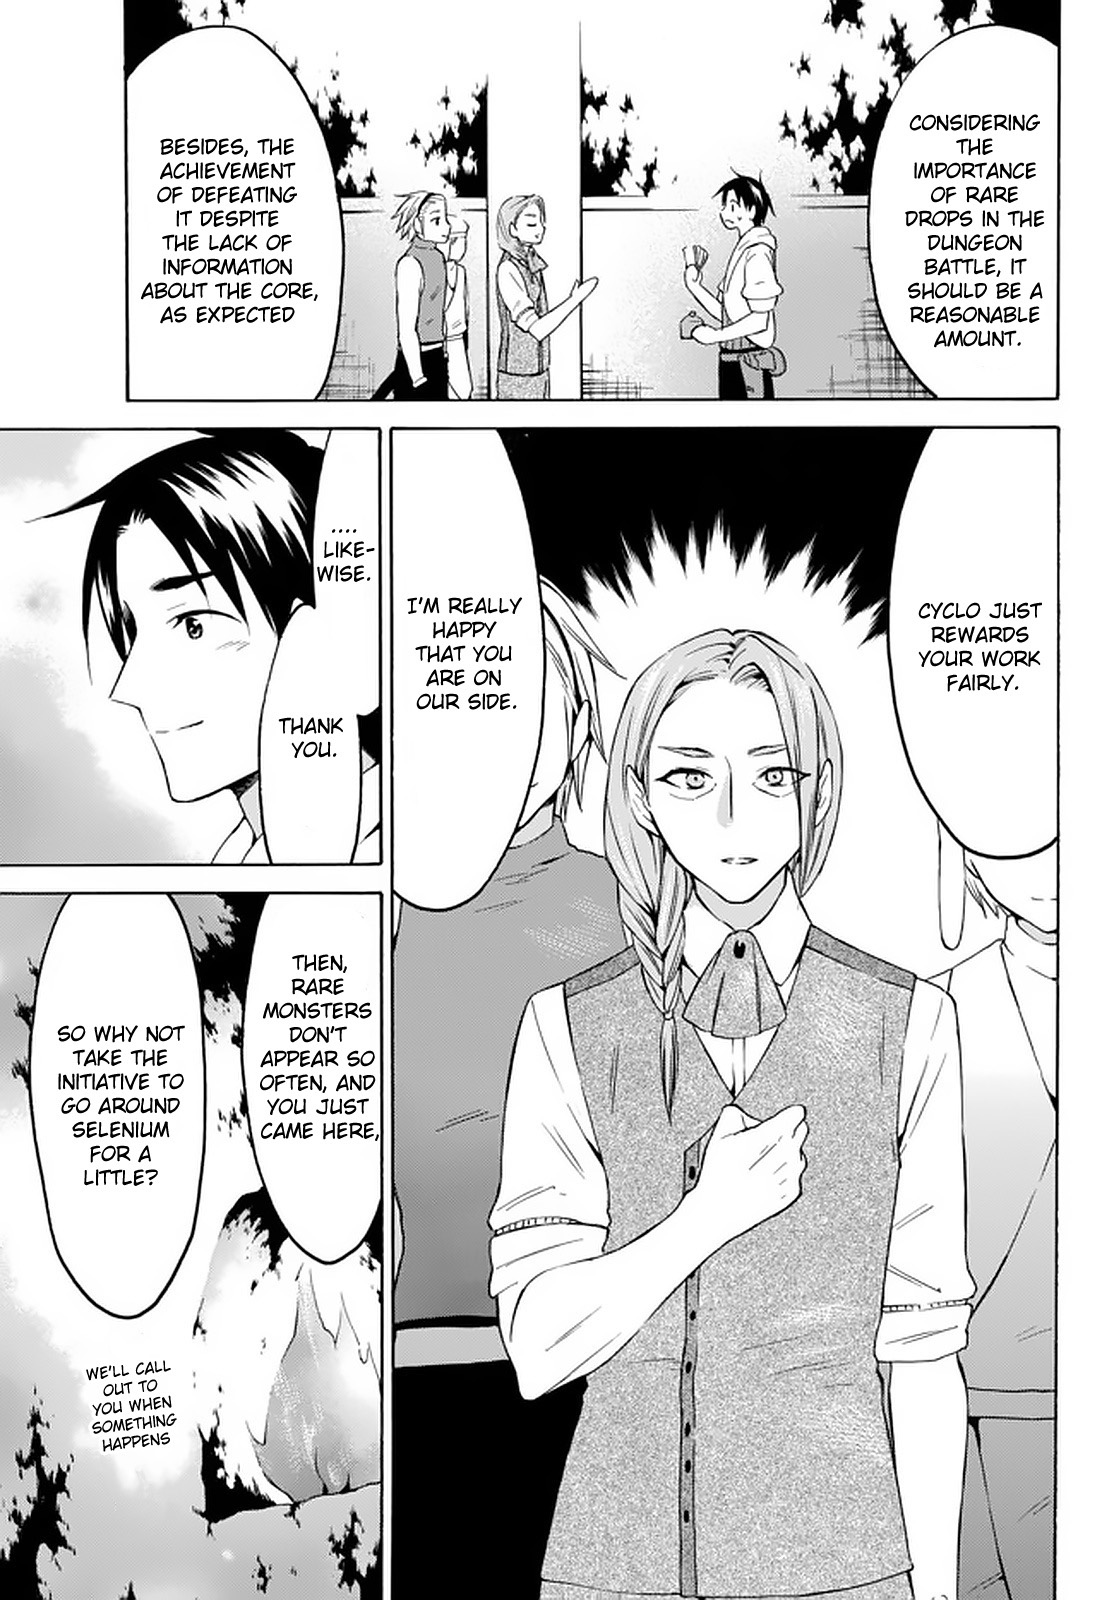 CONSIDERING
THE
IMPORTANCE
OF RARE
DROPS IN THE
DUNGEON
BATTLE, IT
SHOULD BE A
REASONABLE
AMOUNT.
BESIDES, THE
ACHIEVEMENT
OF DEFEATING
IT DESPITE
THE LACK OF
INFORMATION
ABOUT THE CORE,
AS EXPECTED
CYCLO JUST
REWARDS
YOUR WORK
FAIRLY.
I'M REALLY
HAPPY
THAT YOU
ARE ON
OUR SIDE.
....
LIKE-
WISE.
THANK
YOU.
THEN,
RARE
MONSTERS
DON'T
APPEAR SO
OFTEN, AND
YOU JUST
CAME HERE,
SO WHY NOT
TAKE THE
INITIATIVE TO
GO AROUND
SELENIUM
FOR A
LITTLE?
WE'LL CALL
OUT TO
YOU WHEN
SOMETHING
HAPPENS